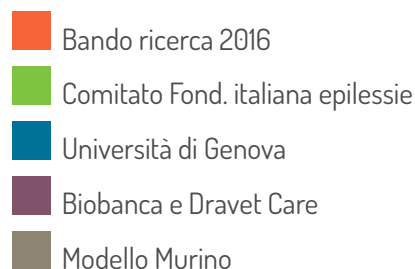 Bando ricerca 2016
Comitato Fond. italiana epilessie
Università di Genova
Biobanca e Dravet Care
Modello Murino